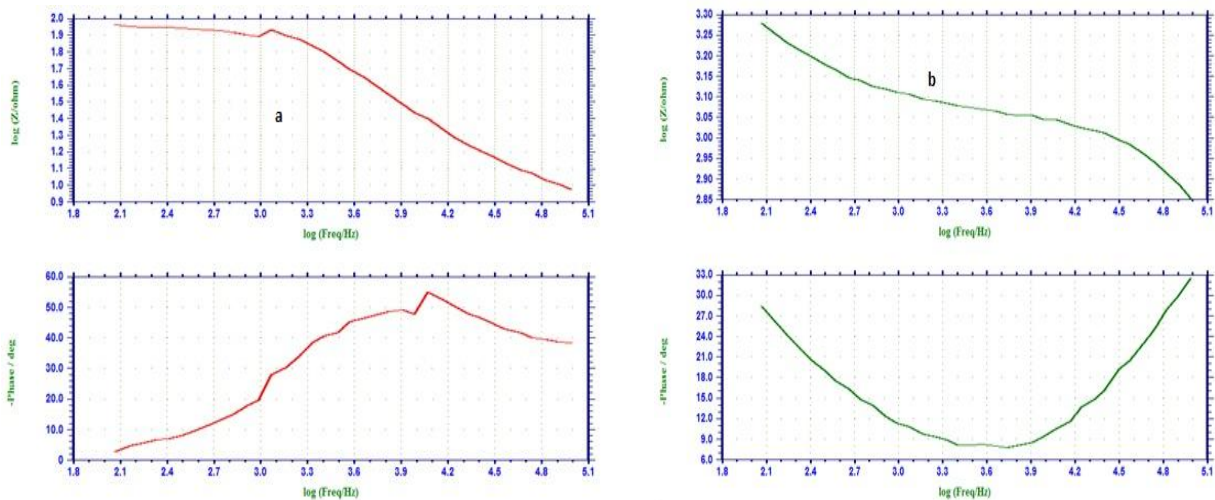 2.0
1.9
1.8
1.7
1.6
1.5
1.4
1.3
1.2
1.1
1.0
0.9
log (Z/ohm)
a
1.8 2.1 2.4 2.7 3.0 3.3 3.6 3.9 4.2 4.5 4.8 5.1
log (Freq/Hz)
3.30
3.25
3.20
3.15
3.10
3.05
3.00
2.95
2.90
2.85
log (Z/ohm)
b
1.8 2.1 2.4 2.7 3.0 3.3 3.6 3.9 4.2 4.5 4.8 5.1
log (Freq/Hz)
60.0
50.0
40.0
30.0
20.0
10.0
0
-Phase / deg
1.8 2.1 2.4 2.7 3.0 3.3 3.6 3.9 4.2 4.5 4.8 5.1
log (Freq/Hz)
33.0
30.0
27.0
24.0
21.0
18.0
15.0
12.0
9.0
6.0
-Phase / deg
1.8 2.1 2.4 2.7 3.0 3.3 3.6 3.9 4.2 4.5 4.8 5.1
log (Freq/Hz)